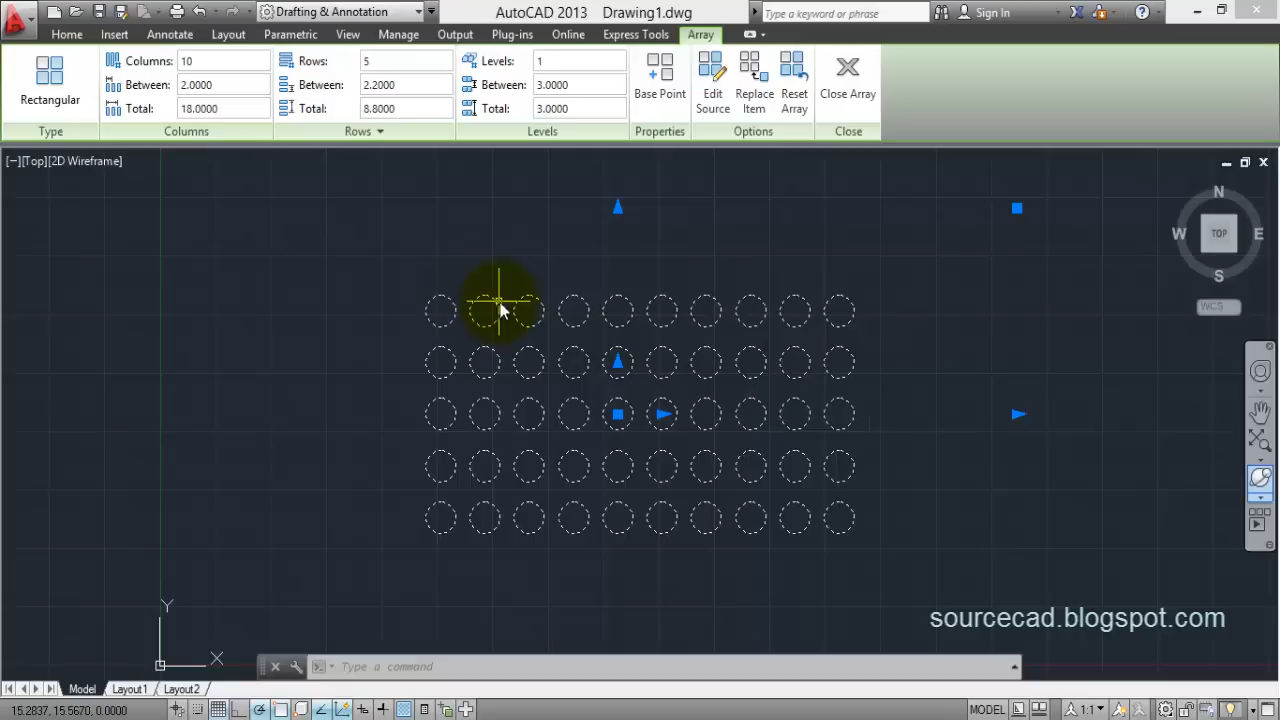 Drafting & Annotation
AutoCAD 2013 Drawing1.dwg
Type a keyword or phrase
Sign In
Home Insert Annotate Layout Parametric View Manage Output Plug-ins Online Express Tools Array
Columns: 10
Between: 2.0000
Total: 18.0000
Rows: 5
Between: 2.2000
Total: 8.8000
Levels: 1
Between: 3.0000
Total: 3.0000
Rectangular
Base Point
Edit Source
Replace Item
Reset Array
Close Array
Type Columns Rows Levels Properties Options Close
[−][Top][2D Wireframe]
N
W TOP E
S
WCS
Y
X
sourcecad.blogspot.com
Type a command
Model Layout1 Layout2
15.2837, 15.5670, 0.0000
MODEL
1:1